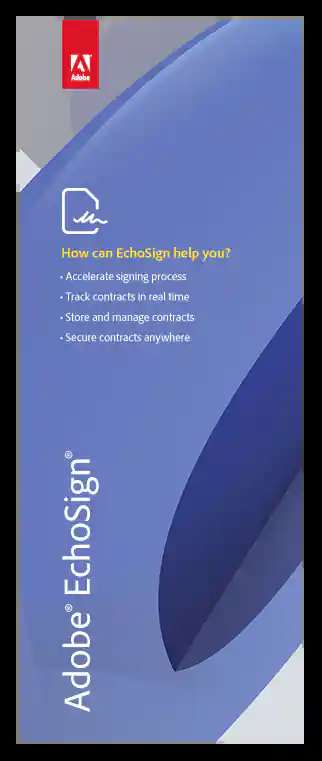 Adobe
How can EchoSign help you?
• Accelerate signing process
• Track contracts in real time
• Store and manage contracts
• Secure contracts anywhere
Adobe® EchoSign®